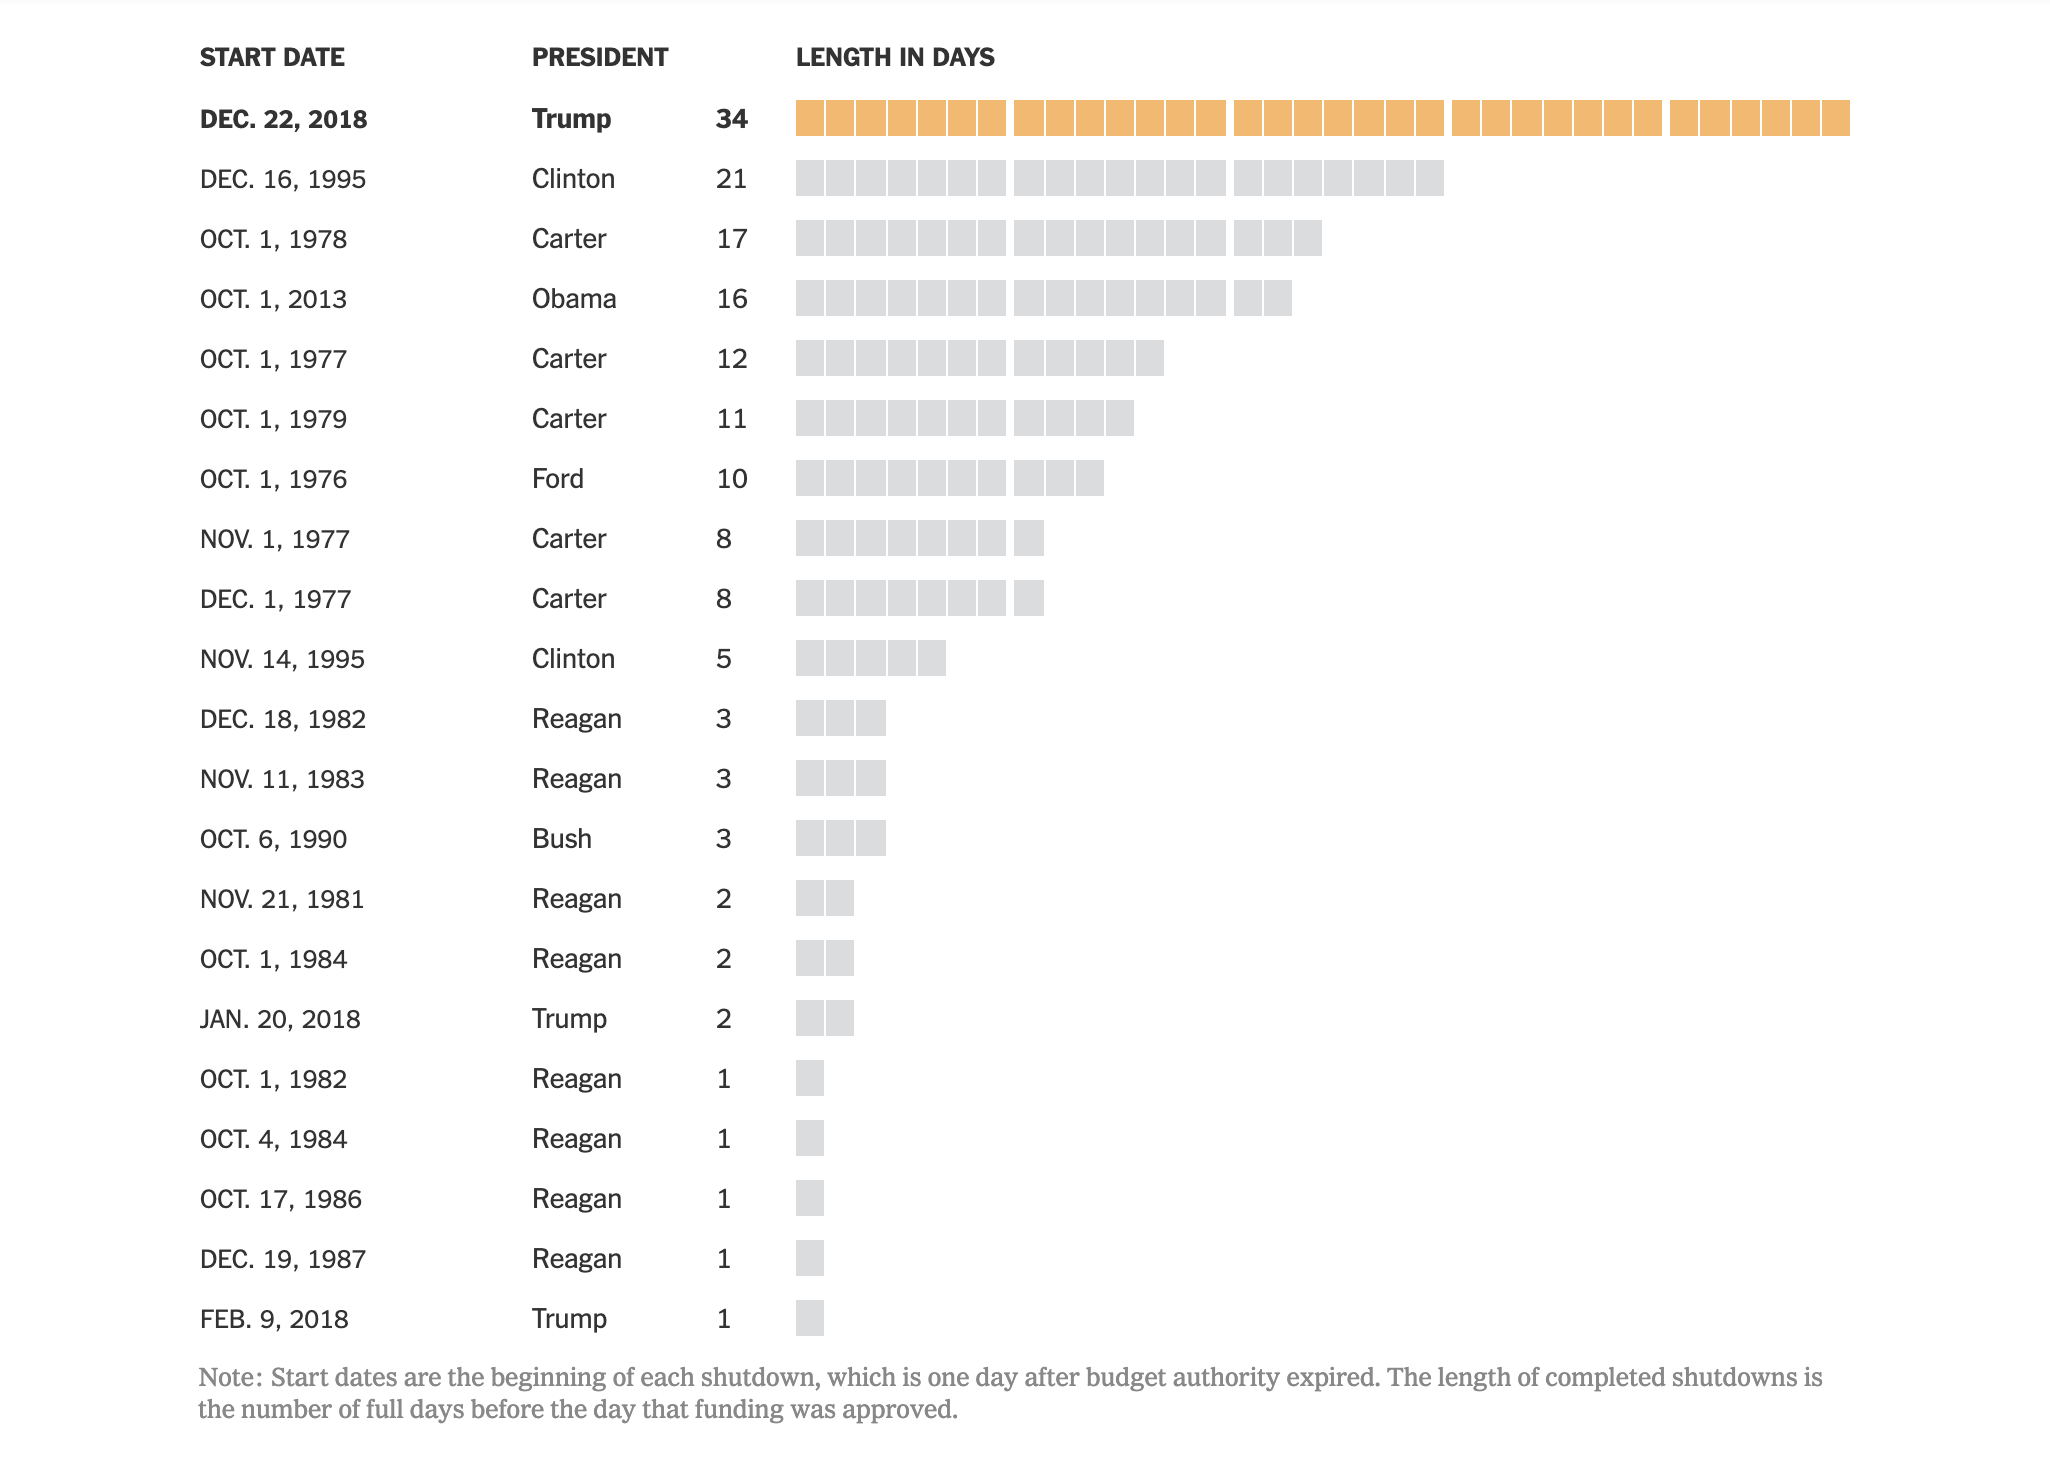 START DATE PRESIDENT LENGTH IN DAYS
DEC. 22, 2018 Trump 34
DEC. 16, 1995 Clinton 21
OCT. 1, 1978 Carter 17
OCT. 1, 2013 Obama 16
OCT. 1, 1977 Carter 12
OCT. 1, 1979 Carter 11
OCT. 1, 1976 Ford 10
NOV. 1, 1977 Carter 8
DEC. 1, 1977 Carter 8
NOV. 14, 1995 Clinton 5
DEC. 18, 1982 Reagan 3
NOV. 11, 1983 Reagan 3
OCT. 6, 1990 Bush 3
NOV. 21, 1981 Reagan 2
OCT. 1, 1984 Reagan 2
JAN. 20, 2018 Trump 2
OCT. 1, 1982 Reagan 1
OCT. 4, 1984 Reagan 1
OCT. 17, 1986 Reagan 1
DEC. 19, 1987 Reagan 1
FEB. 9, 2018 Trump 1
Note: Start dates are the beginning of each shutdown, which is one day after budget authority expired. The length of completed shutdowns is
the number of full days before the day that funding was approved.